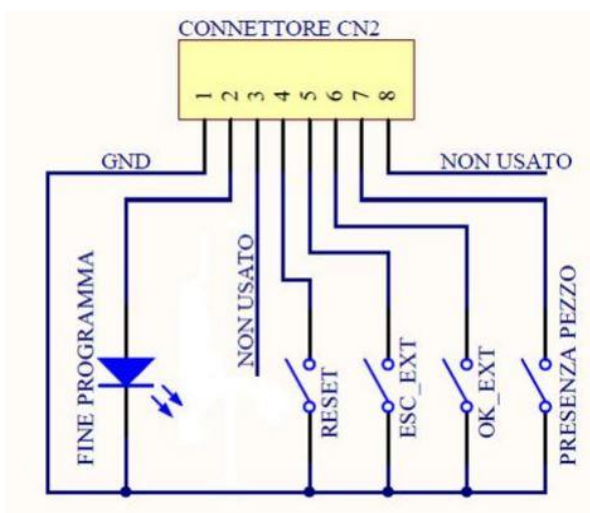 CONNETTORE CN2
1 2 3 4 5 6 7 8
GND
NON USATO
FINE PROGRAMMA
NON USATO
RESET
ESC_EXT
OK_EXT
PRESENZA PEZZO